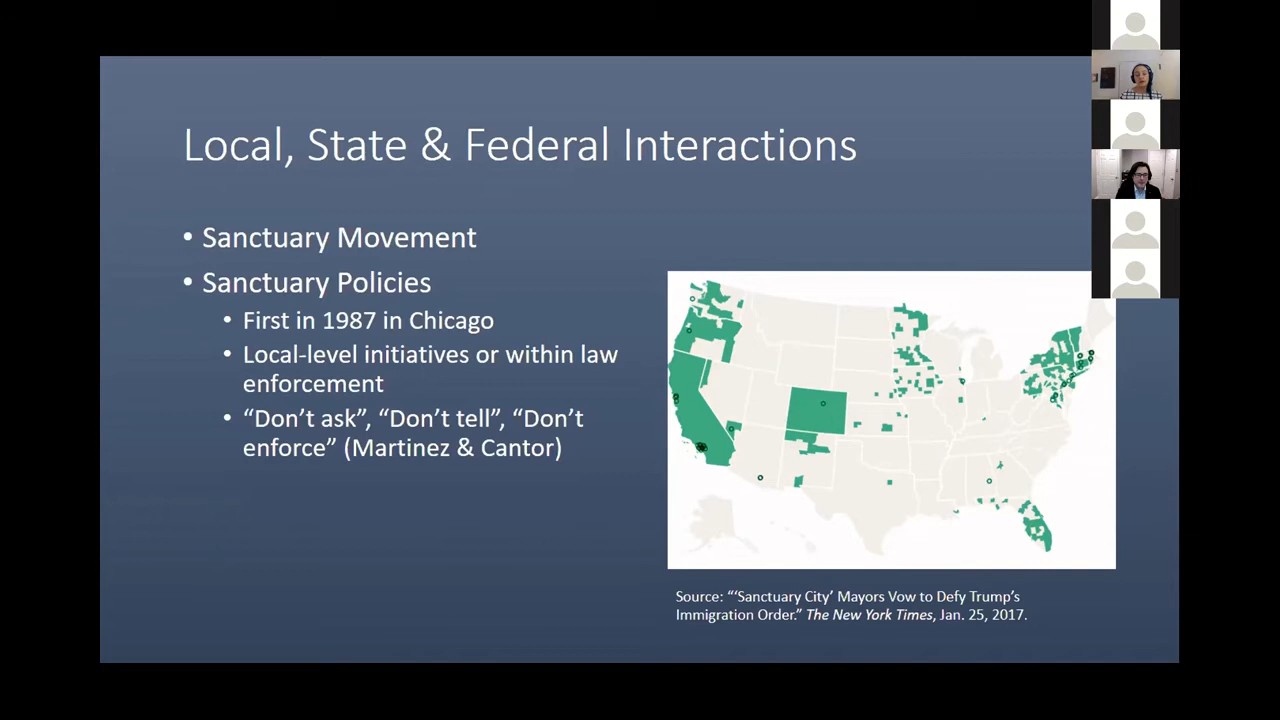 Local, State & Federal Interactions
• Sanctuary Movement
• Sanctuary Policies
• First in 1987 in Chicago
• Local-level initiatives or within law
enforcement
• “Don’t ask”, “Don’t tell”, “Don’t
enforce” (Martinez & Cantor)
Source: “‘Sanctuary City’ Mayors Vow to Defy Trump’s
Immigration Order.” The New York Times, Jan. 25, 2017.